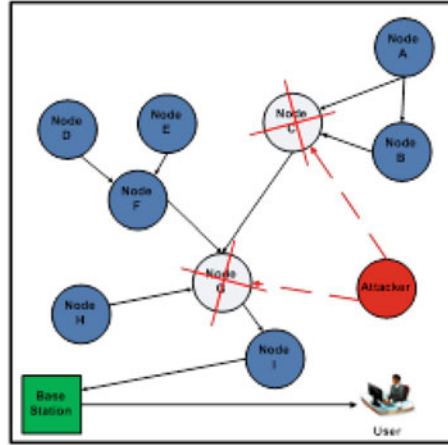 Node
A
Node
E
Node
D
Node
C
Node
B
Node
F
Node
G
Attacker
Node
H
Node
I
Base
Station
User